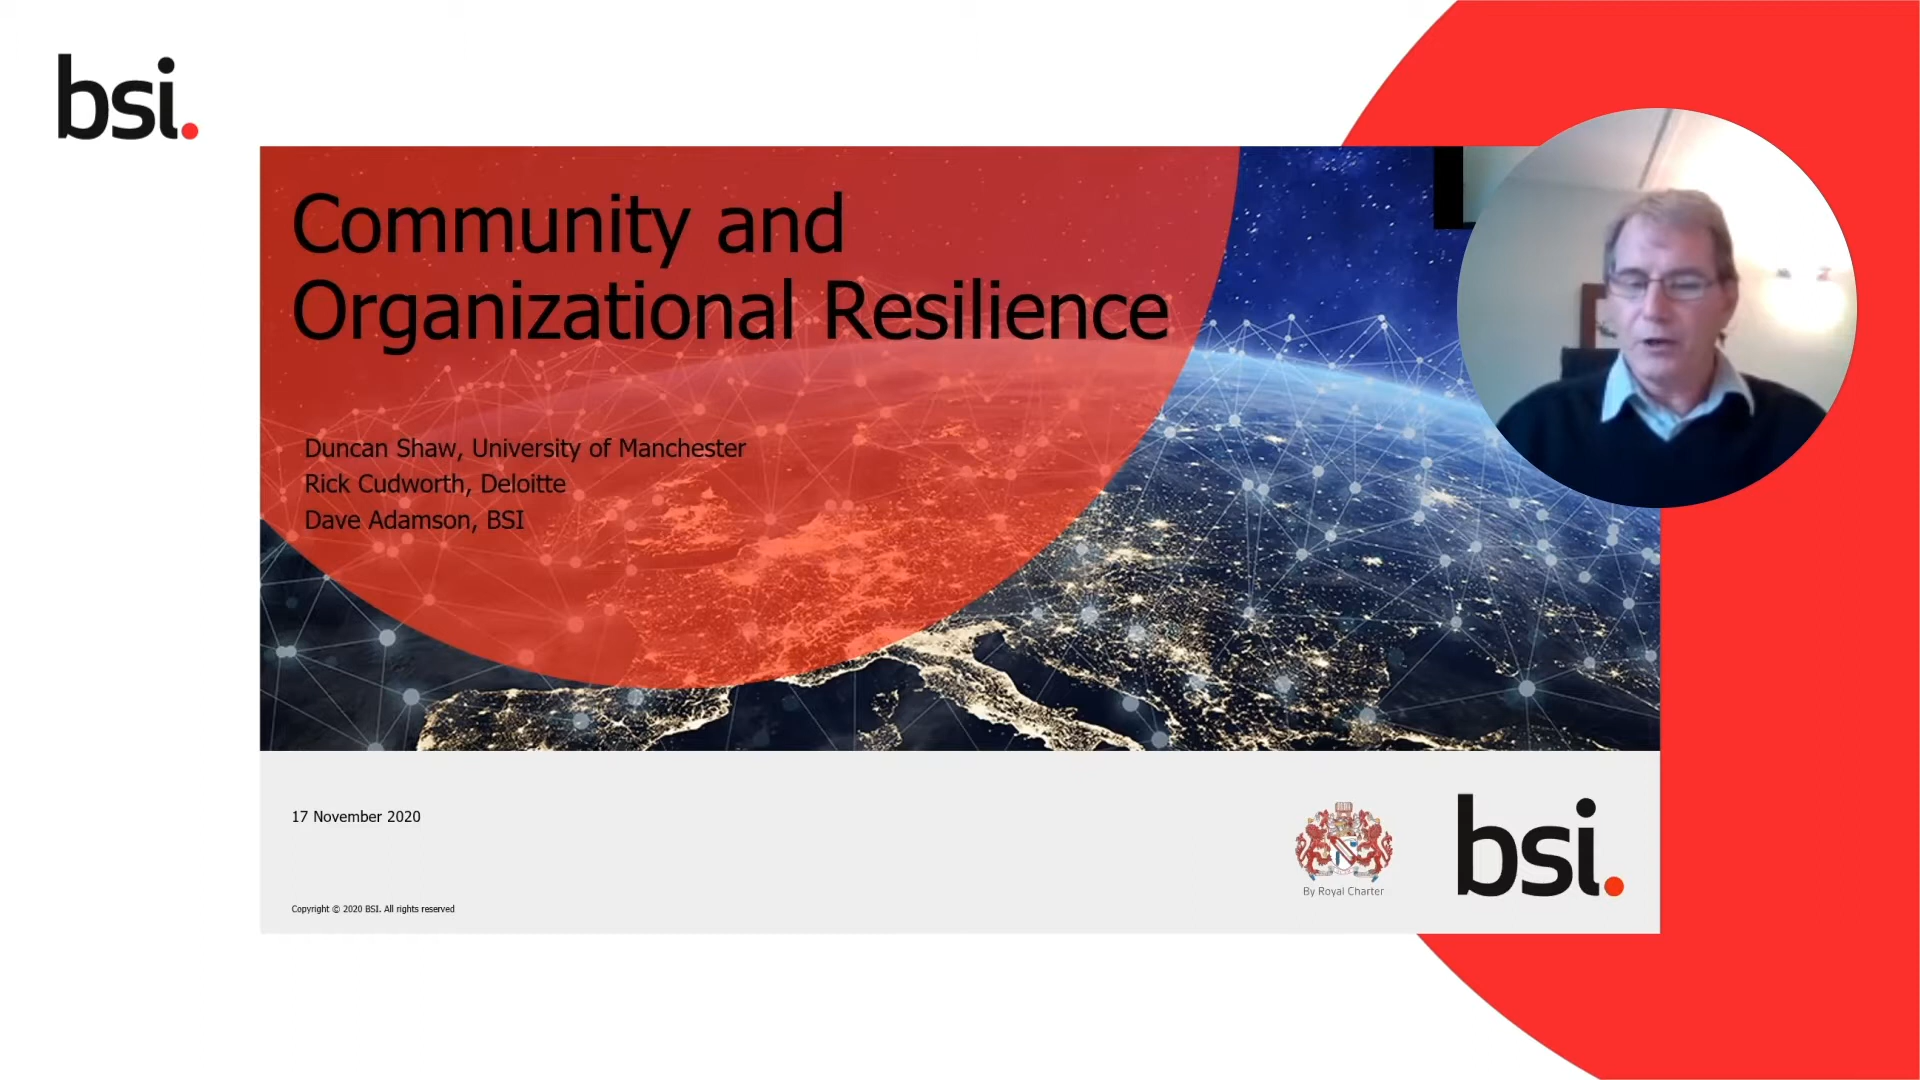 bsi.
Community and
Organizational Resilience
Duncan Shaw, University of Manchester
Rick Cudworth, Deloitte
Dave Adamson, BSI
17 November 2020
By Royal Charter
bsi.
Copyright © 2020 BSI. All rights reserved